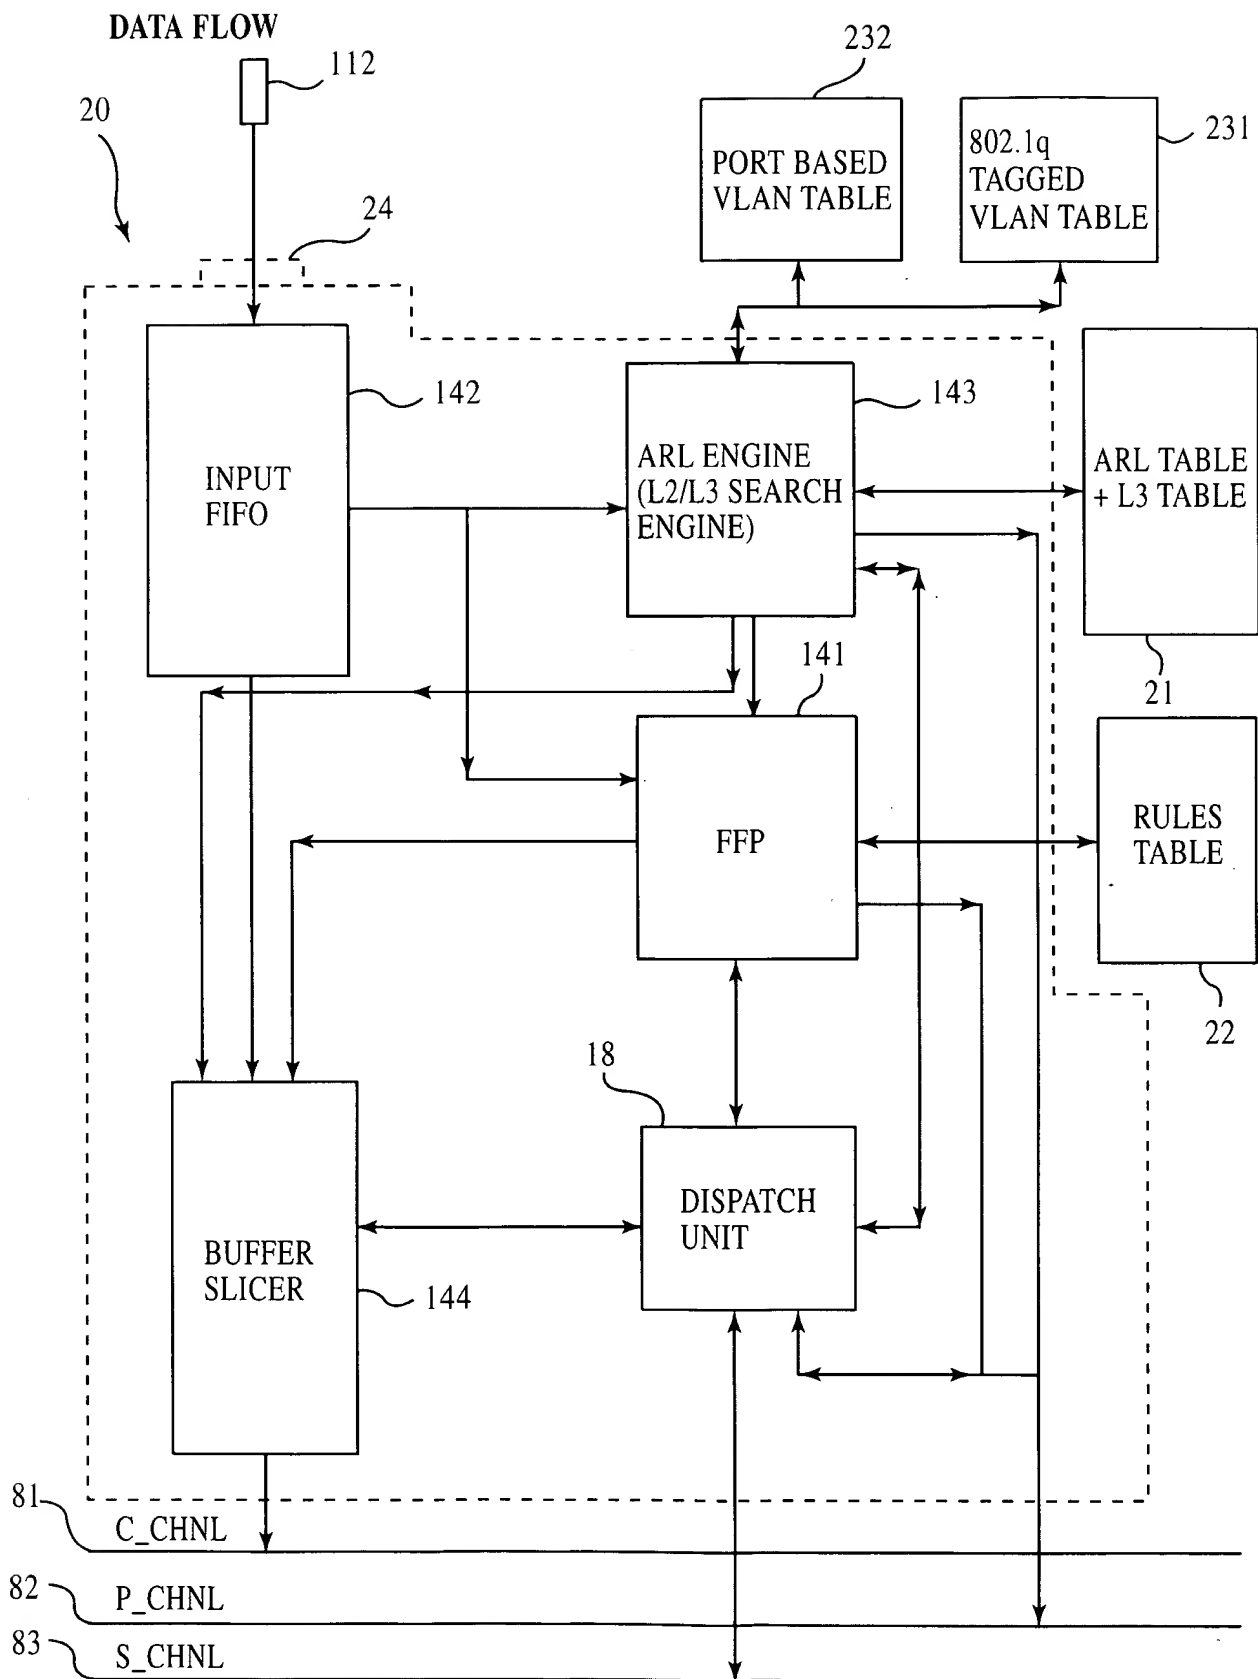 DATA FLOW
112
20
24
232
231
PORT BASED
VLAN TABLE
802.1q
TAGGED
VLAN TABLE
142
143
INPUT
FIFO
ARL ENGINE
(L2/L3 SEARCH
ENGINE)
ARL TABLE
+ L3 TABLE
21
141
FFP
RULES
TABLE
22
18
DISPATCH
UNIT
BUFFER
SLICER
144
81
C_CHNL
82
P_CHNL
83
S_CHNL